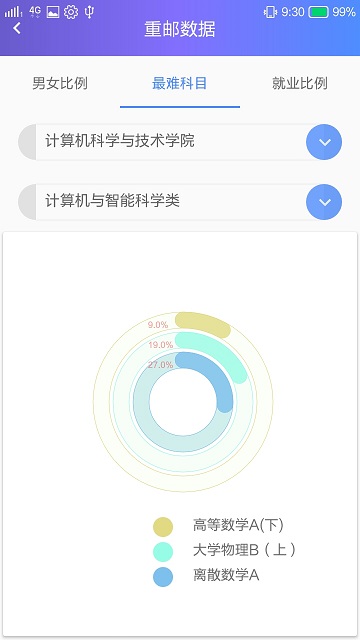 4G 9:30 99%
重邮数据
男女比例 最难科目 就业比例
计算机科学与技术学院
计算机与智能科学类
9.0%
19.0%
27.0%
高等数学A(下)
大学物理B（上）
离散数学A